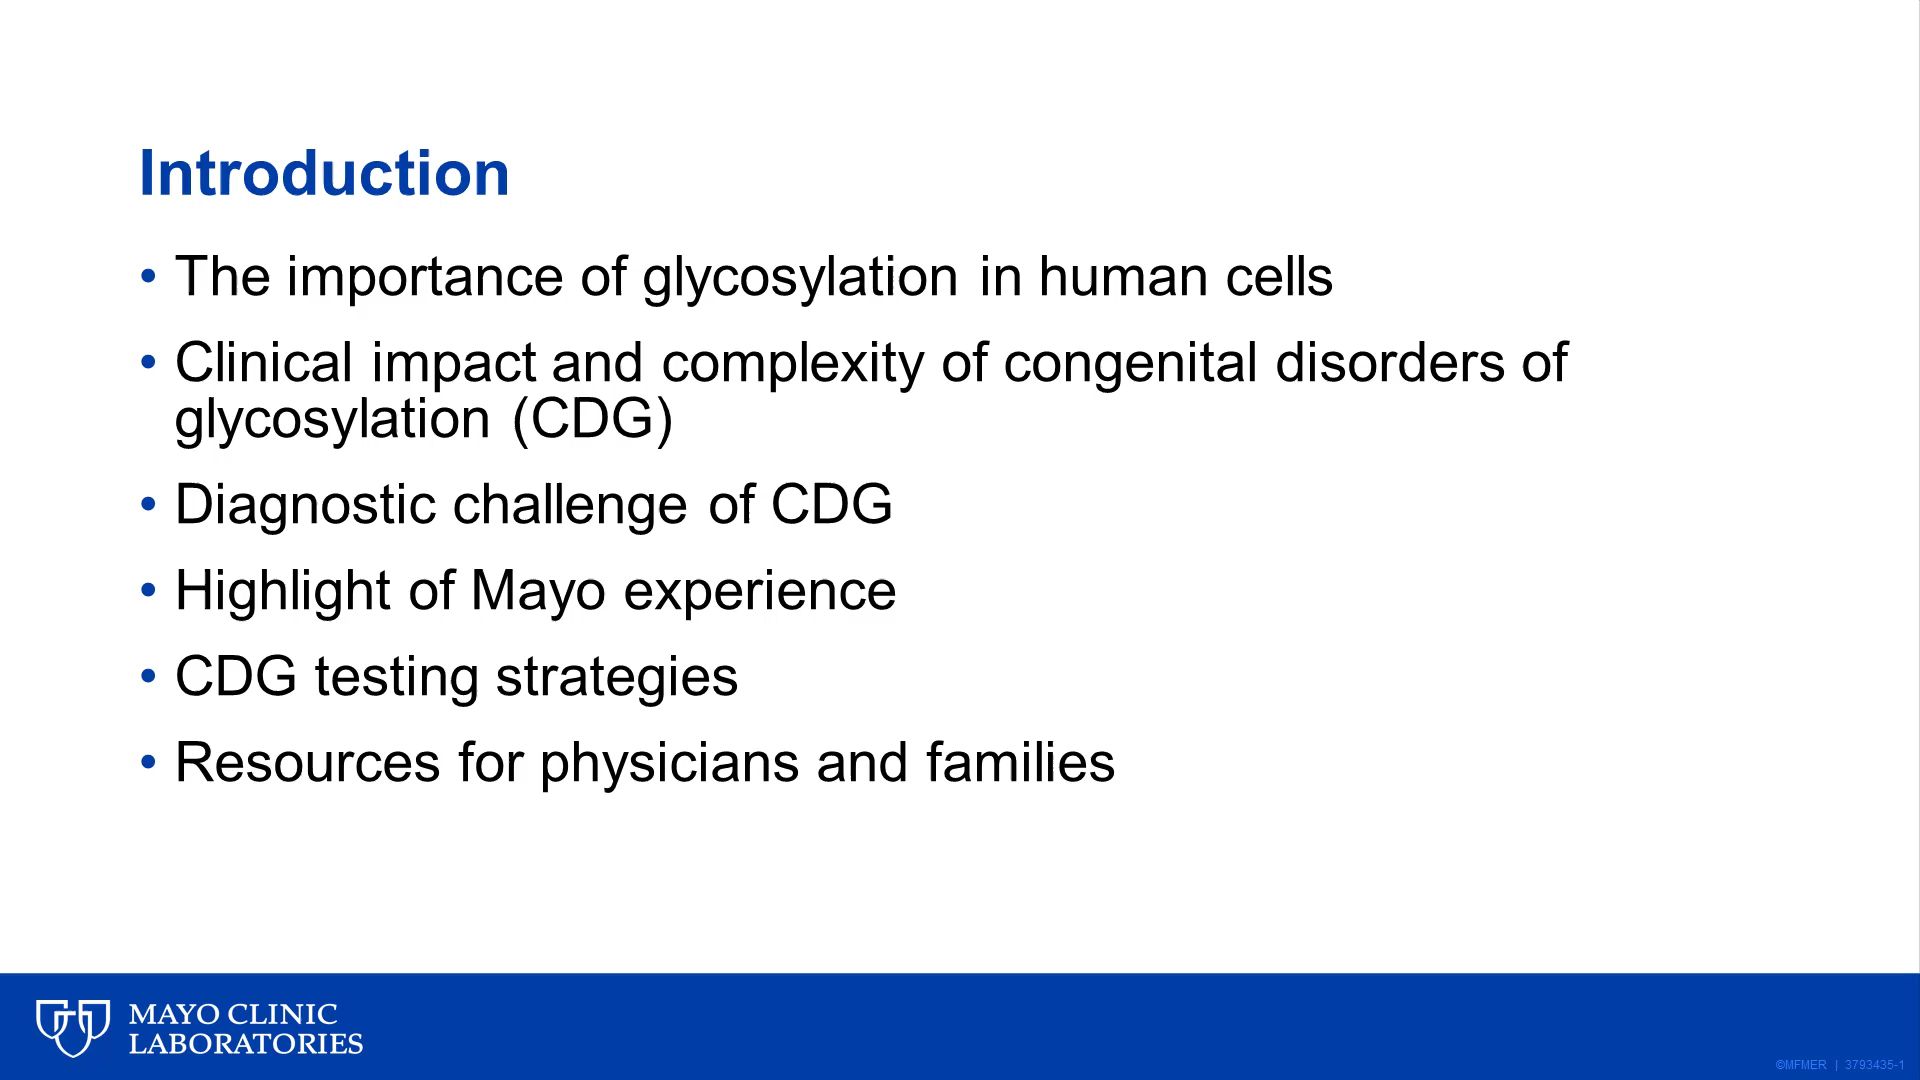 Introduction
• The importance of glycosylation in human cells
• Clinical impact and complexity of congenital disorders of
glycosylation (CDG)
• Diagnostic challenge of CDG
• Highlight of Mayo experience
• CDG testing strategies
• Resources for physicians and families
MAYO CLINIC
LABORATORIES
©MFMER | 3793435-1